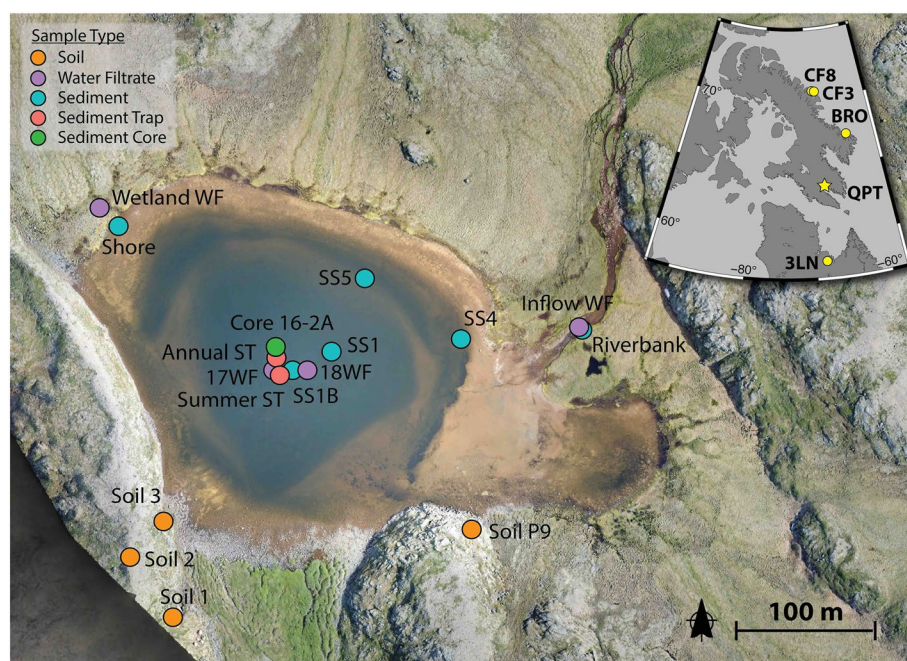 Sample Type
Soil
Water Filtrate
Sediment
Sediment Trap
Sediment Core
CF8
CF3
BRO
QPT
3LN
70°
60°
−80°
−60°
Wetland WF
Shore
SS5
Inflow WF
SS4
Riverbank
Core 16-2A
SS1
Annual ST
17WF
18WF
Summer ST
SS1B
Soil 3
Soil P9
Soil 2
Soil 1
100 m